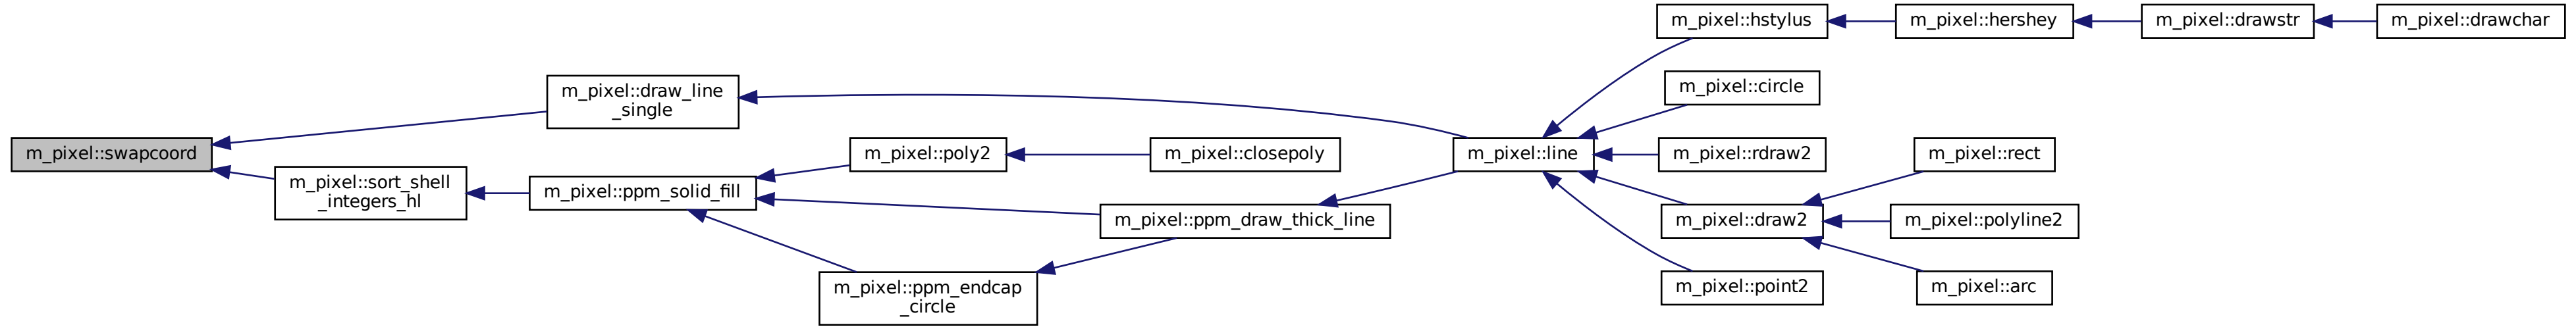 m_pixel::swapcoord
m_pixel::draw_line
_single
m_pixel::sort_shell
_integers_hl
m_pixel::ppm_solid_fill
m_pixel::poly2
m_pixel::closepoly
m_pixel::ppm_draw_thick_line
m_pixel::ppm_endcap
_circle
m_pixel::line
m_pixel::hstylus
m_pixel::hershey
m_pixel::drawstr
m_pixel::drawchar
m_pixel::circle
m_pixel::rdraw2
m_pixel::draw2
m_pixel::rect
m_pixel::polyline2
m_pixel::arc
m_pixel::point2